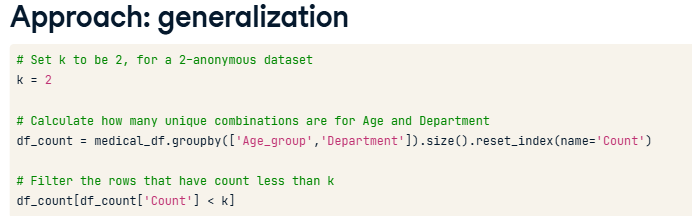 Approach: generalization
# Set k to be 2, for a 2-anonymous dataset
k = 2
# Calculate how many unique combinations are for Age and Department
df_count = medical_df.groupby(['Age_group','Department']).size().reset_index(name='Count')
# Filter the rows that have count less than k
df_count[df_count['Count'] < k]